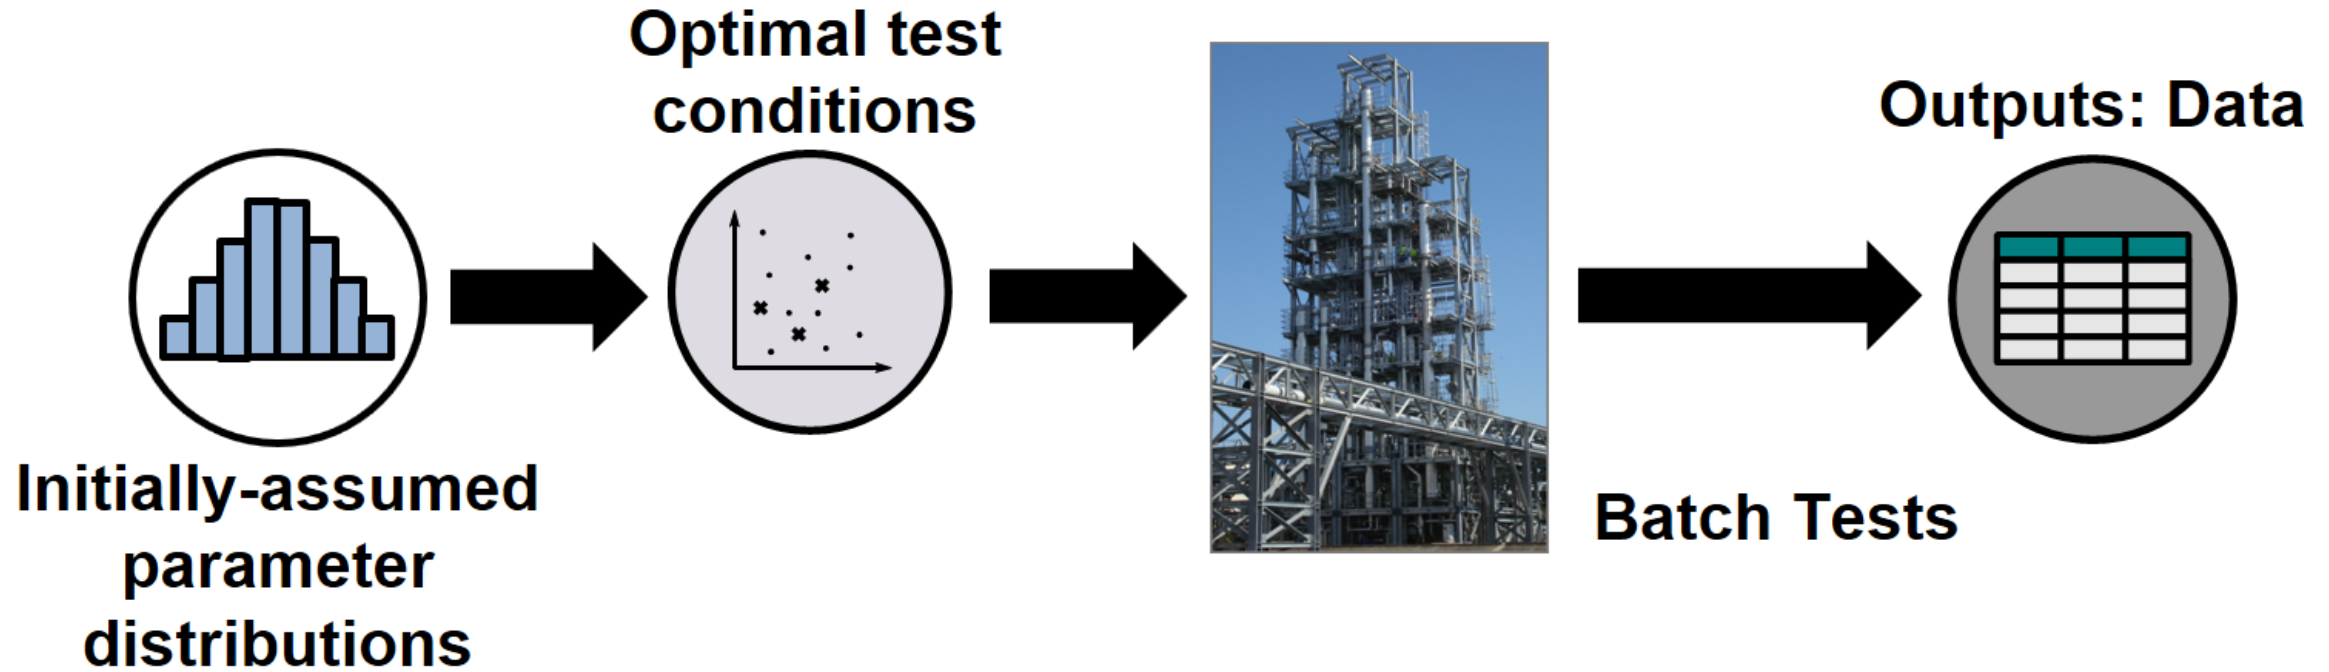 Initially-assumed
parameter
distributions
Optimal test
conditions
Batch Tests
Outputs: Data